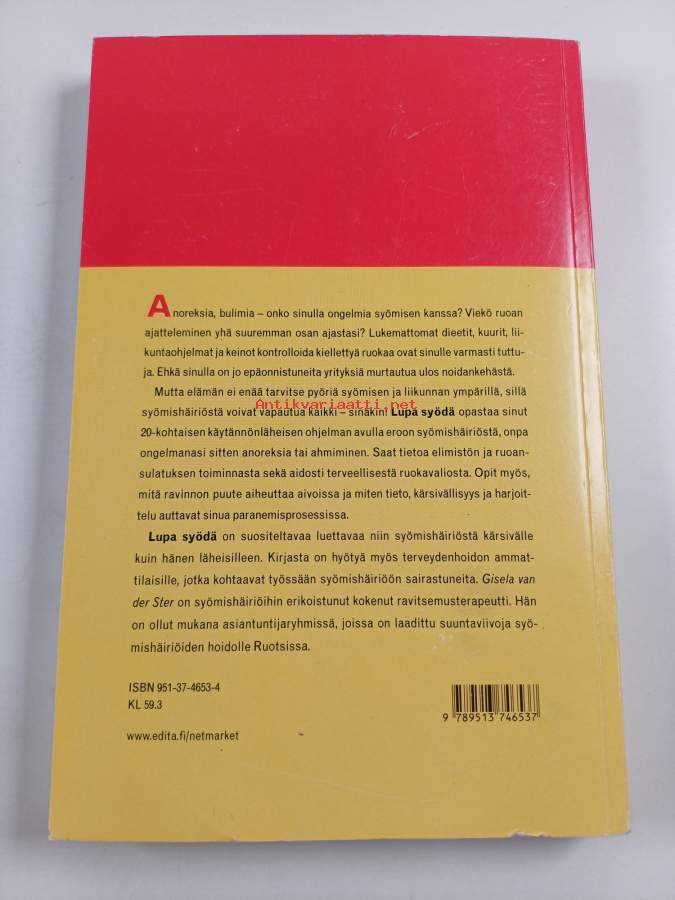 Anoreksia, bulimia – onko sinulla ongelmia syömisen kanssa? Viekö ruoan
ajatteleminen yhä suuremman osan ajastasi? Lukemattomat dieetit, kuurit, lii-
kuntaohjelmat ja keinot kontrolloida kiellettyä ruokaa ovat sinulle varmasti tuttu-
ja. Ehkä sinulla on jo epäonnistuneita yrityksiä murtautua ulos noidankehästä.
Mutta elämän ei enää tarvitse pyöriä syömisen ja liikunnan ympärillä, sillä
Antikvariaatti.net
syömishäiriöstä voivat vapautua kaikki – sinäkin! Lupa syödä opastaa sinut
20-kohtaisen käytännönläheisen ohjelman avulla eroon syömishäiriöstä, onpa
ongelmanasi sitten anoreksia tai ahmiminen. Saat tietoa elimistön ja ruoan-
sulatuksen toiminnasta sekä aidosti terveellisestä ruokavaliosta. Opit myös,
mitä ravinnon puute aiheuttaa aivoissa ja miten tieto, kärsivällisyys ja harjoit-
telu auttavat sinua paranemisprosessissa.
Lupa syödä on suositeltavaa luettavaa niin syömishäiriöstä kärsivälle
kuin hänen läheisilleen. Kirjasta on hyötyä myös terveydenhoidon ammat-
tilaisille, jotka kohtaavat työssään syömishäiriöön sairastuneita. Gisela van
der Ster on syömishäiriöihin erikoistunut kokenut ravitsemusterapeutti. Hän
on ollut mukana asiantuntijaryhmissä, joissa on laadittu suuntaviivoja syö-
mishäiriöiden hoidolle Ruotsissa.
ISBN 951-37-4653-4
KL 59.3
www.edita.fi/netmarket
9 789513 746537